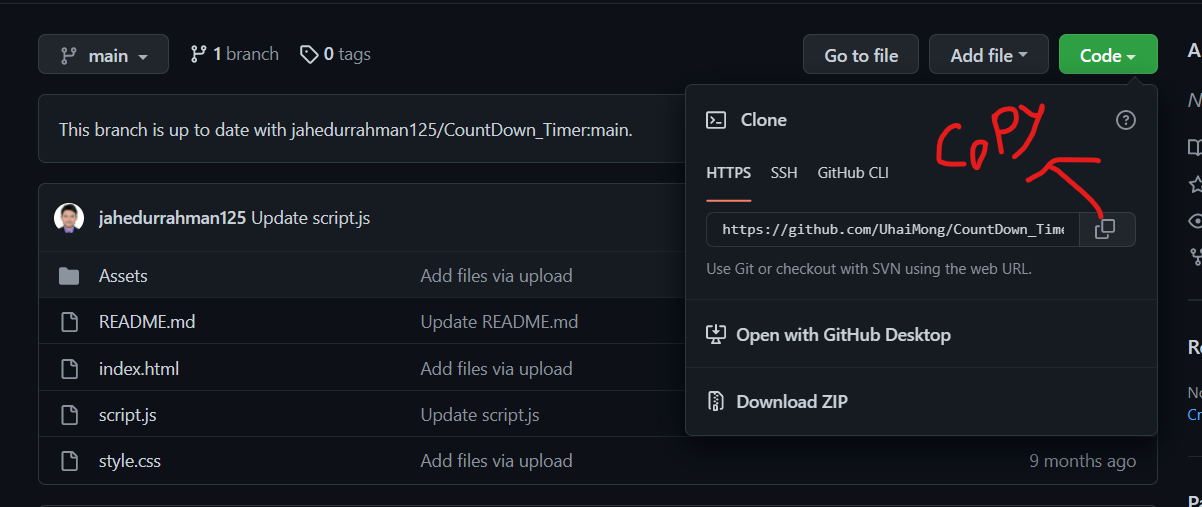 main
1 branch
0 tags
Go to file
Add file
Code
This branch is up to date with jahedurrahman125/CountDown_Timer:main.
jahedurrahman125 Update script.js
Assets Add files via upload
README.md Update README.md
index.html Add files via upload
script.js Update script.js
style.css Add files via upload 9 months ago
Clone
COPY
HTTPS SSH GitHub CLI
https://github.com/UhaiMong/CountDown_Time
Use Git or checkout with SVN using the web URL.
Open with GitHub Desktop
Download ZIP
A
N
Re
No
Cr
Pa